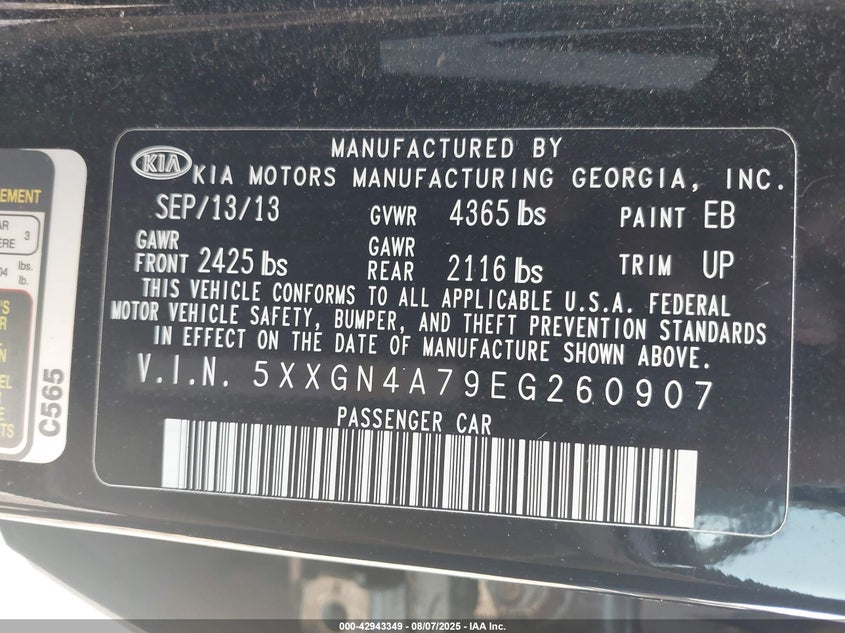 MANUFACTURED BY
KIA KIA MOTORS MANUFACTURING GEORGIA, INC.
SEP/13/13 GVWR 4365 lbs PAINT EB
GAWR FRONT 2425 lbs GAWR REAR 2116 lbs TRIM UP
THIS VEHICLE CONFORMS TO ALL APPLICABLE U.S.A. FEDERAL
MOTOR VEHICLE SAFETY, BUMPER, AND THEFT PREVENTION STANDARDS
IN EFFECT ON THE DATE OF MANUFACTURE SHOWN ABOVE.
V.I.N. 5XXGN4A79EG260907
PASSENGER CAR
3
lbs.
lb.
C565
000-42943349 - 08/07/2025 - IAA Inc.